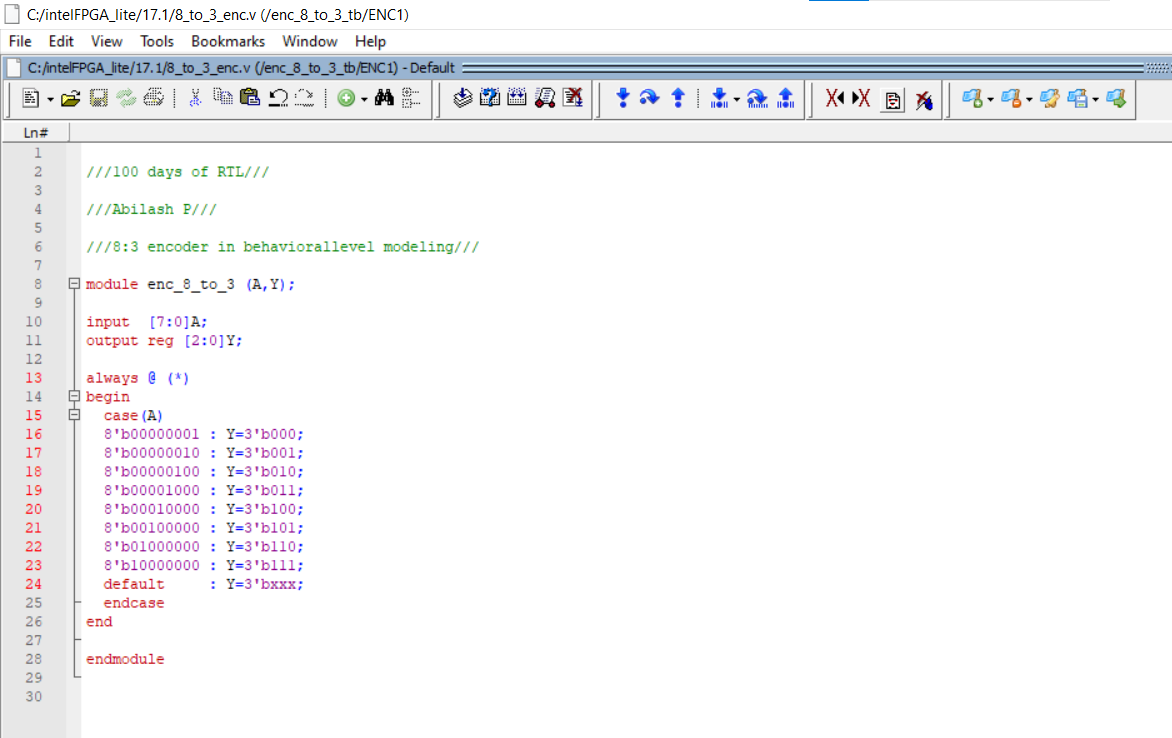 C:/intelFPGA_lite/17.1/8_to_3_enc.v (/enc_8_to_3_tb/ENC1)
File Edit View Tools Bookmarks Window Help
C:/intelFPGA_lite/17.1/8_to_3_enc.v (/enc_8_to_3_tb/ENC1) - Default
Ln#
1
2 ///100 days of RTL///
3
4 ///Abilash P///
5
6 ///8:3 encoder in behaviorallevel modeling///
7
8 module enc_8_to_3 (A,Y);
9
10 input  [7:0]A;
11 output reg [2:0]Y;
12
13 always @ (*)
14 begin
15   case(A)
16   8'b00000001 : Y=3'b000;
17   8'b00000010 : Y=3'b001;
18   8'b00000100 : Y=3'b010;
19   8'b00001000 : Y=3'b011;
20   8'b00010000 : Y=3'b100;
21   8'b00100000 : Y=3'b101;
22   8'b01000000 : Y=3'b110;
23   8'b10000000 : Y=3'b111;
24   default     : Y=3'bxxx;
25   endcase
26 end
27
28 endmodule
29
30